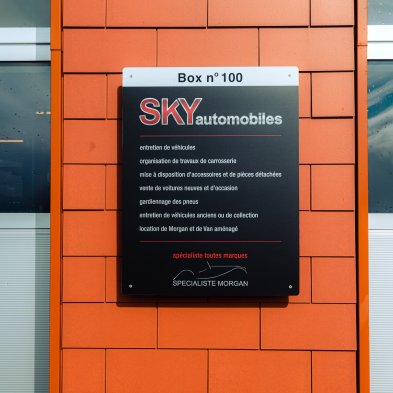 Box n° 100
SKY automobiles
entretien de véhicules
organisation de travaux de carrosserie
mise à disposition d'accessoires et de pièces détachées
vente de voitures neuves et d'occasion
gardiennage des pneus
entretien de véhicules anciens ou de collection
location de Morgan et de Van aménagé
spécialiste toutes marques
SPECIALISTE MORGAN